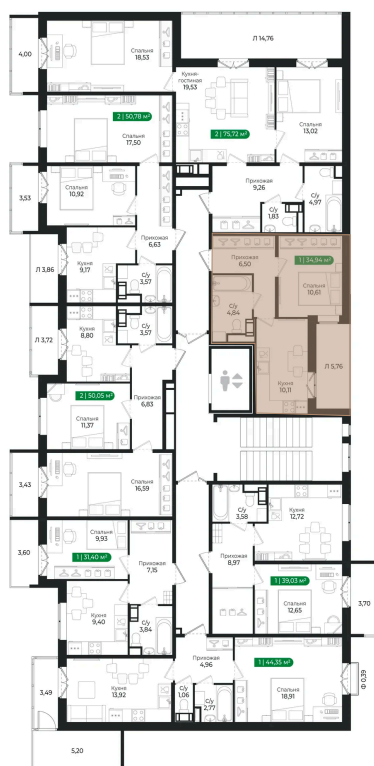 Л 14,76
4,00
Спальня
18,53
Кухня-
гостиная
19,53
2 | 50,78 м²
Спальня
17,50
2 | 75,72 м²
Спальня
13,02
3,53
Спальня
10,92
Прихожая
9,26
С/у
1,83
С/у
4,97
Прихожая
6,63
Л 3,86
Кухня
9,17
С/у
3,57
Прихожая
6,50
1 | 34,94 м²
Спальня
10,61
С/у
4,84
Л 3,72
Кухня
8,80
С/у
3,57
Л 5,76
Кухня
10,11
2 | 50,05 м²
Прихожая
6,83
Спальня
11,37
3,43
Спальня
16,59
С/у
3,58
Кухня
12,72
3,60
Спальня
9,93
1 | 31,40 м²
Прихожая
7,15
Прихожая
8,97
1 | 39,03 м²
Спальня
12,65
3,70
Кухня
9,40
С/у
3,84
Прихожая
4,96
1 | 44,35 м²
3,49
Кухня
13,92
С/у
1,06
С/у
2,77
Спальня
18,91
Ф 0,39
5,20